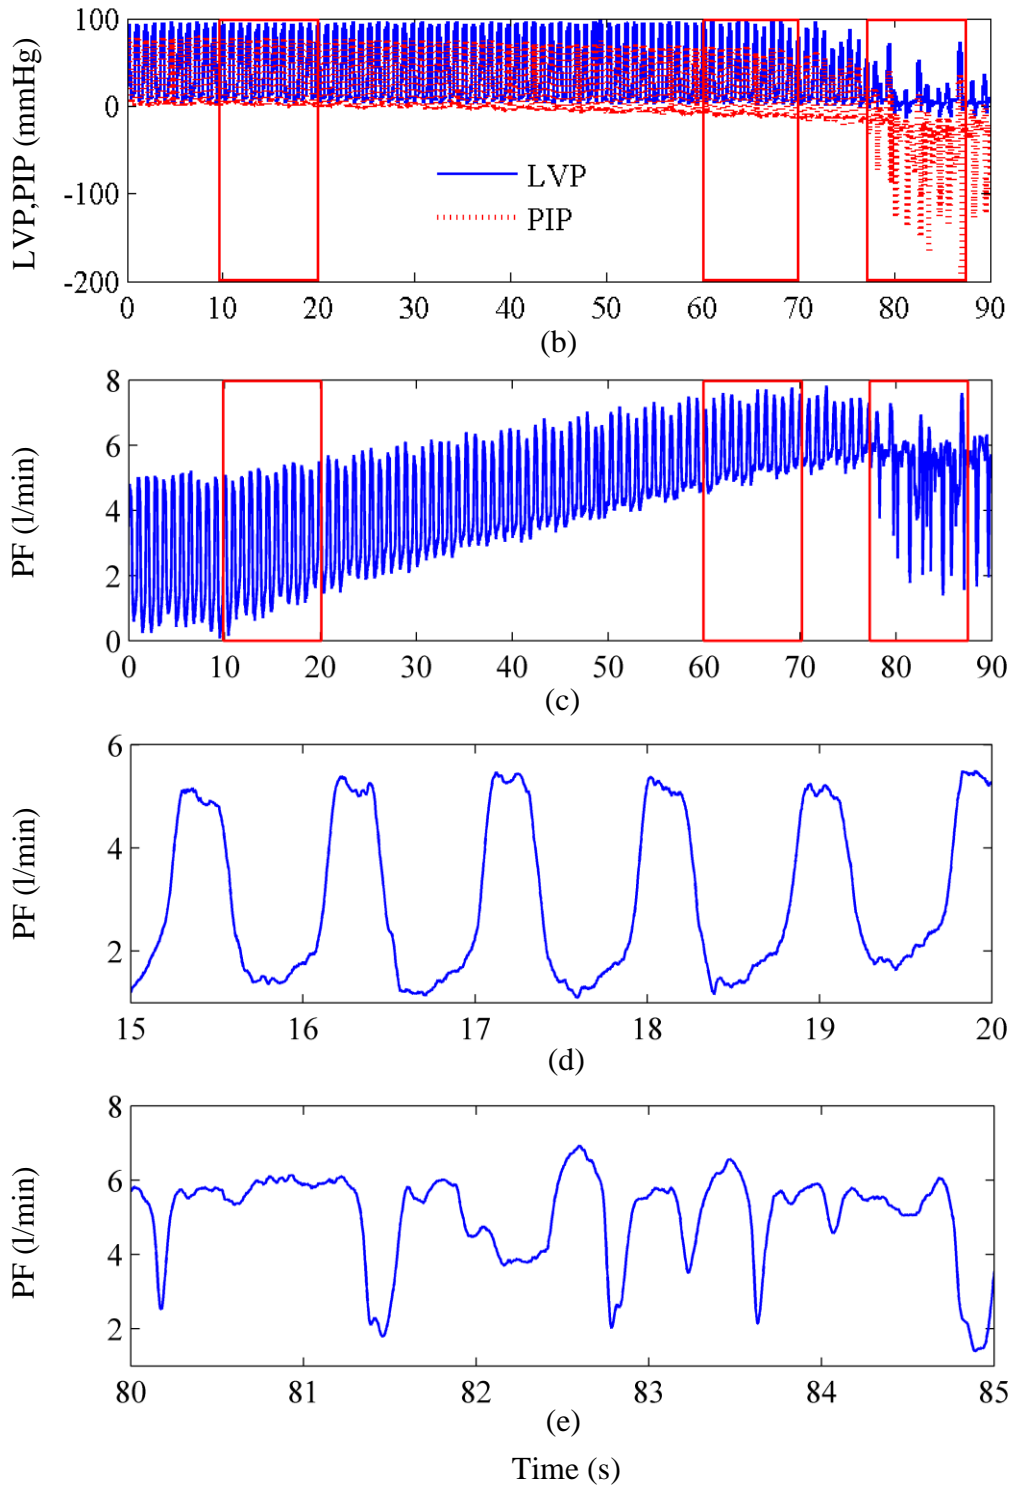 LVP,PIP (mmHg)
100
0
-100
-200
LVP
PIP
0 10 20 30 40 50 60 70 80 90
(b)
PF (l/min)
8
6
4
2
0
0 10 20 30 40 50 60 70 80 90
(c)
PF (l/min)
6
4
2
15 16 17 18 19 20
(d)
PF (l/min)
8
6
4
2
80 81 82 83 84 85
(e)
Time (s)